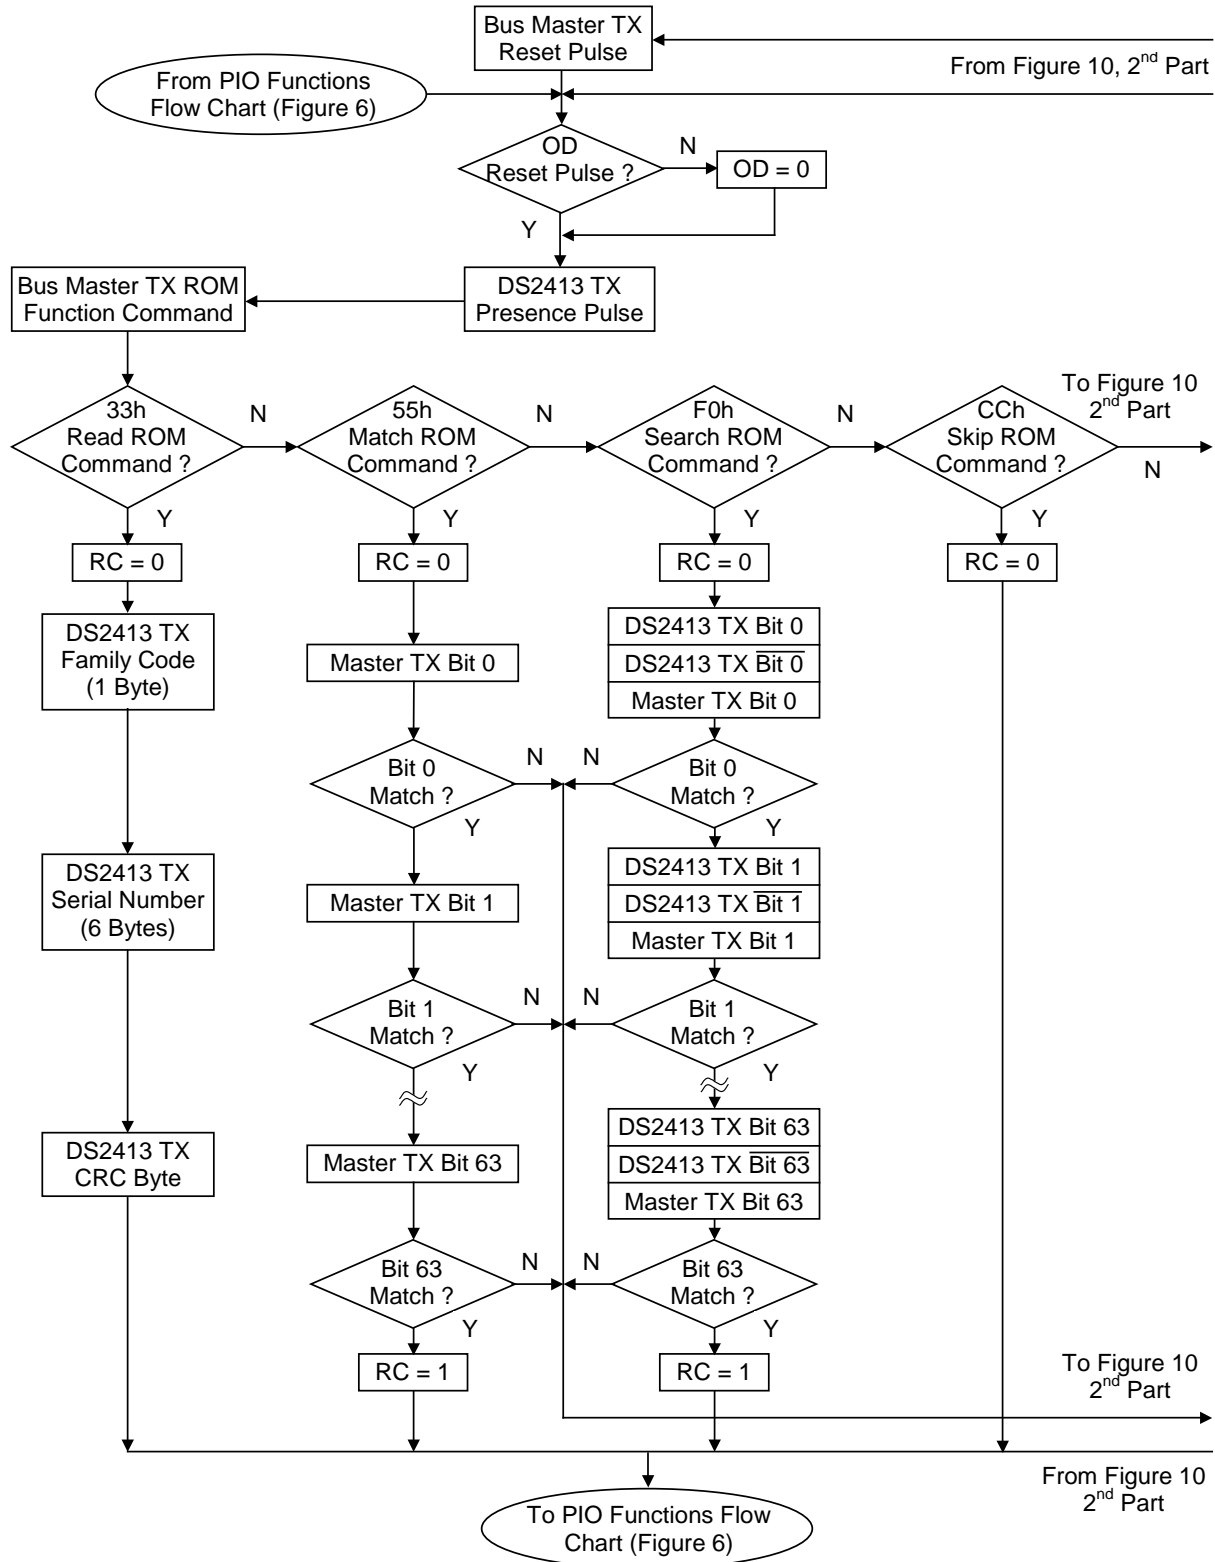 Bus Master TX
Reset Pulse
From Figure 10, 2nd Part
From PIO Functions
Flow Chart (Figure 6)
OD
Reset Pulse ?
N
OD = 0
Y
DS2413 TX
Presence Pulse
Bus Master TX ROM
Function Command
33h
Read ROM
Command ?
N
55h
Match ROM
Command ?
N
F0h
Search ROM
Command ?
N
CCh
Skip ROM
Command ?
To Figure 10
2nd Part
N
Y
Y
Y
Y
RC = 0
RC = 0
RC = 0
RC = 0
DS2413 TX
Family Code
(1 Byte)
Master TX Bit 0
DS2413 TX Bit 0
DS2413 TX B̅i̅t̅ ̅0̅
Master TX Bit 0
Bit 0
Match ?
N
N
Bit 0
Match ?
Y
Y
DS2413 TX
Serial Number
(6 Bytes)
Master TX Bit 1
DS2413 TX Bit 1
DS2413 TX B̅i̅t̅ ̅1̅
Master TX Bit 1
Bit 1
Match ?
N
N
Bit 1
Match ?
Y
Y
DS2413 TX
CRC Byte
Master TX Bit 63
DS2413 TX Bit 63
DS2413 TX B̅i̅t̅ ̅6̅3̅
Master TX Bit 63
Bit 63
Match ?
N
N
Bit 63
Match ?
Y
Y
RC = 1
RC = 1
To Figure 10
2nd Part
From Figure 10
2nd Part
To PIO Functions Flow
Chart (Figure 6)